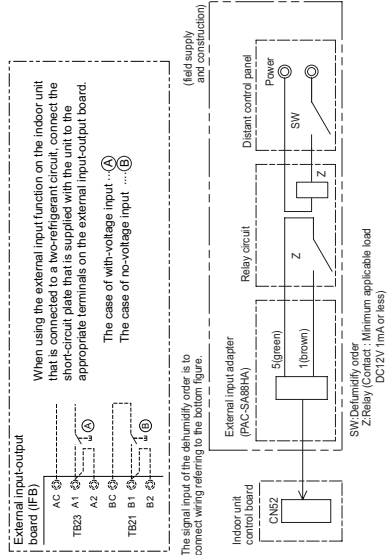 External input-output
board (IFB)
AC
TB23 A1
A2
BC
TB21 B1
B2
A
B
When using the external input function on the indoor unit
that is connected to a two-refrigerant circuit, connect the
short-circuit plate that is supplied with the unit to the
appropriate terminals on the external input-output board.
The case of with-voltage input ···A
The case of no-voltage input ····B
The signal input of the dehumidify order is to
connect wiring referring to the bottom figure.
(field supply
and construction)
Indoor unit
control board
CN52
External input adapter
(PAC-SA88HA)
5(green)
1(brown)
Relay circuit
Z
Z
Distant control panel
Power
SW
SW:Defumidify order
Z:Relay (Contact : Minimum applicable load
DC12V 1mA or less)